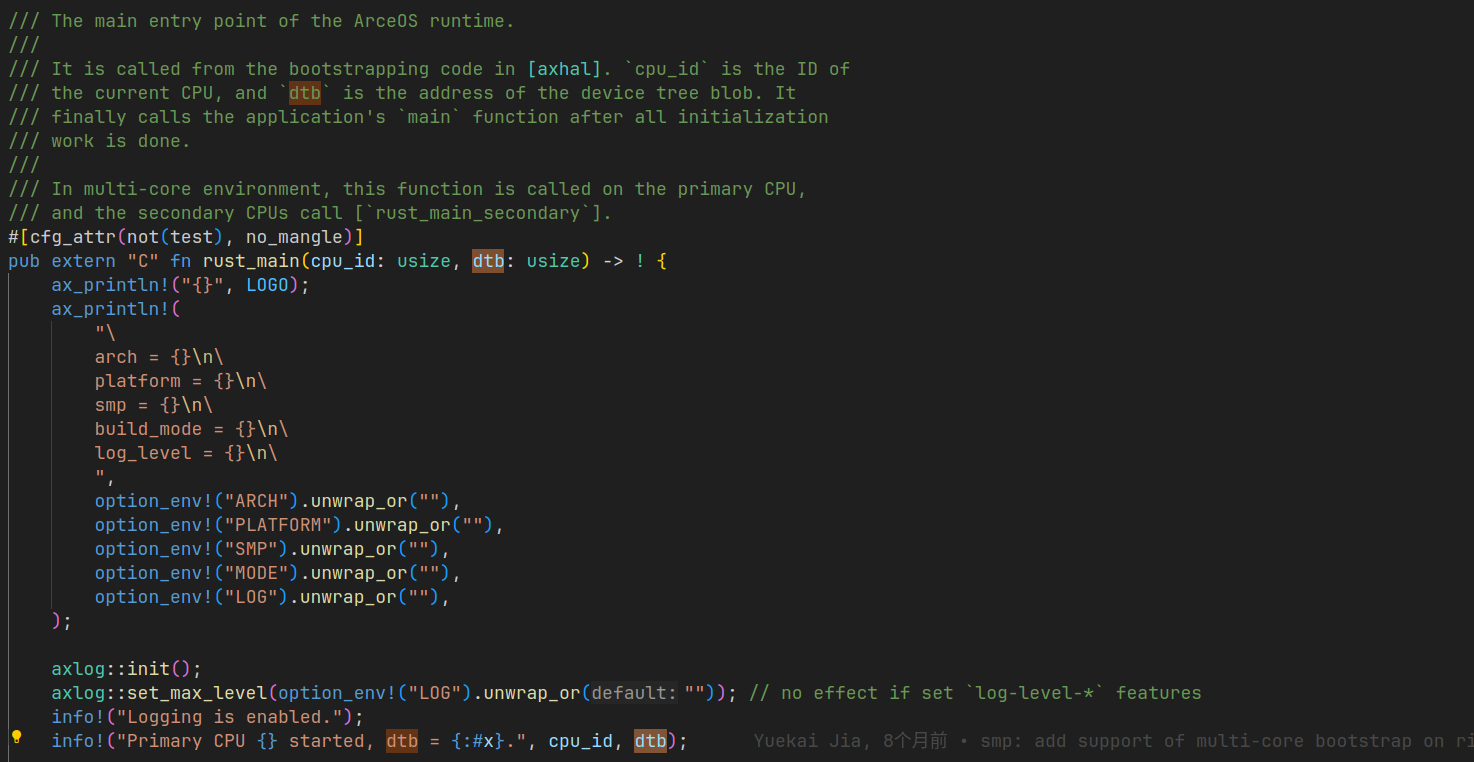 /// The main entry point of the ArceOS runtime.
///
/// It is called from the bootstrapping code in [axhal]. `cpu_id` is the ID of
/// the current CPU, and `dtb` is the address of the device tree blob. It
/// finally calls the application's `main` function after all initialization
/// work is done.
///
/// In multi-core environment, this function is called on the primary CPU,
/// and the secondary CPUs call [`rust_main_secondary`].
#[cfg_attr(not(test), no_mangle)]
pub extern "C" fn rust_main(cpu_id: usize, dtb: usize) -> ! {
    ax_println!("{}", LOGO);
    ax_println!(
        "\
        arch = {}\n\
        platform = {}\n\
        smp = {}\n\
        build_mode = {}\n\
        log_level = {}\n\
        ",
        option_env!("ARCH").unwrap_or(""),
        option_env!("PLATFORM").unwrap_or(""),
        option_env!("SMP").unwrap_or(""),
        option_env!("MODE").unwrap_or(""),
        option_env!("LOG").unwrap_or(""),
    );

    axlog::init();
    axlog::set_max_level(option_env!("LOG").unwrap_or(default: "")); // no effect if set `log-level-*` features
    info!("Logging is enabled.");
    info!("Primary CPU {} started, dtb = {:#x}.", cpu_id, dtb); Yuekai Jia, 8个月前 • smp: add support of multi-core bootstrap on